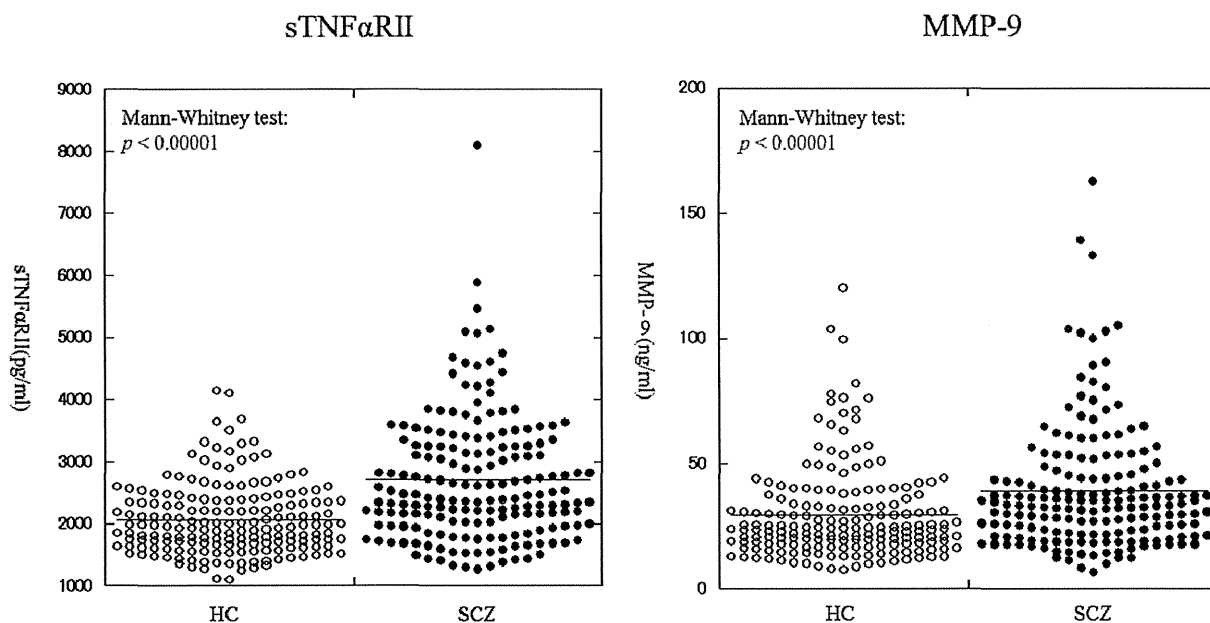 sTNFαRII
MMP-9
9000
8000
7000
6000
5000
4000
3000
2000
1000
sTNFαRII(pg/ml)
Mann-Whitney test:
p < 0.00001
HC
SCZ
200
150
100
50
0
MMP-9(ng/ml)
Mann-Whitney test:
p < 0.00001
HC
SCZ